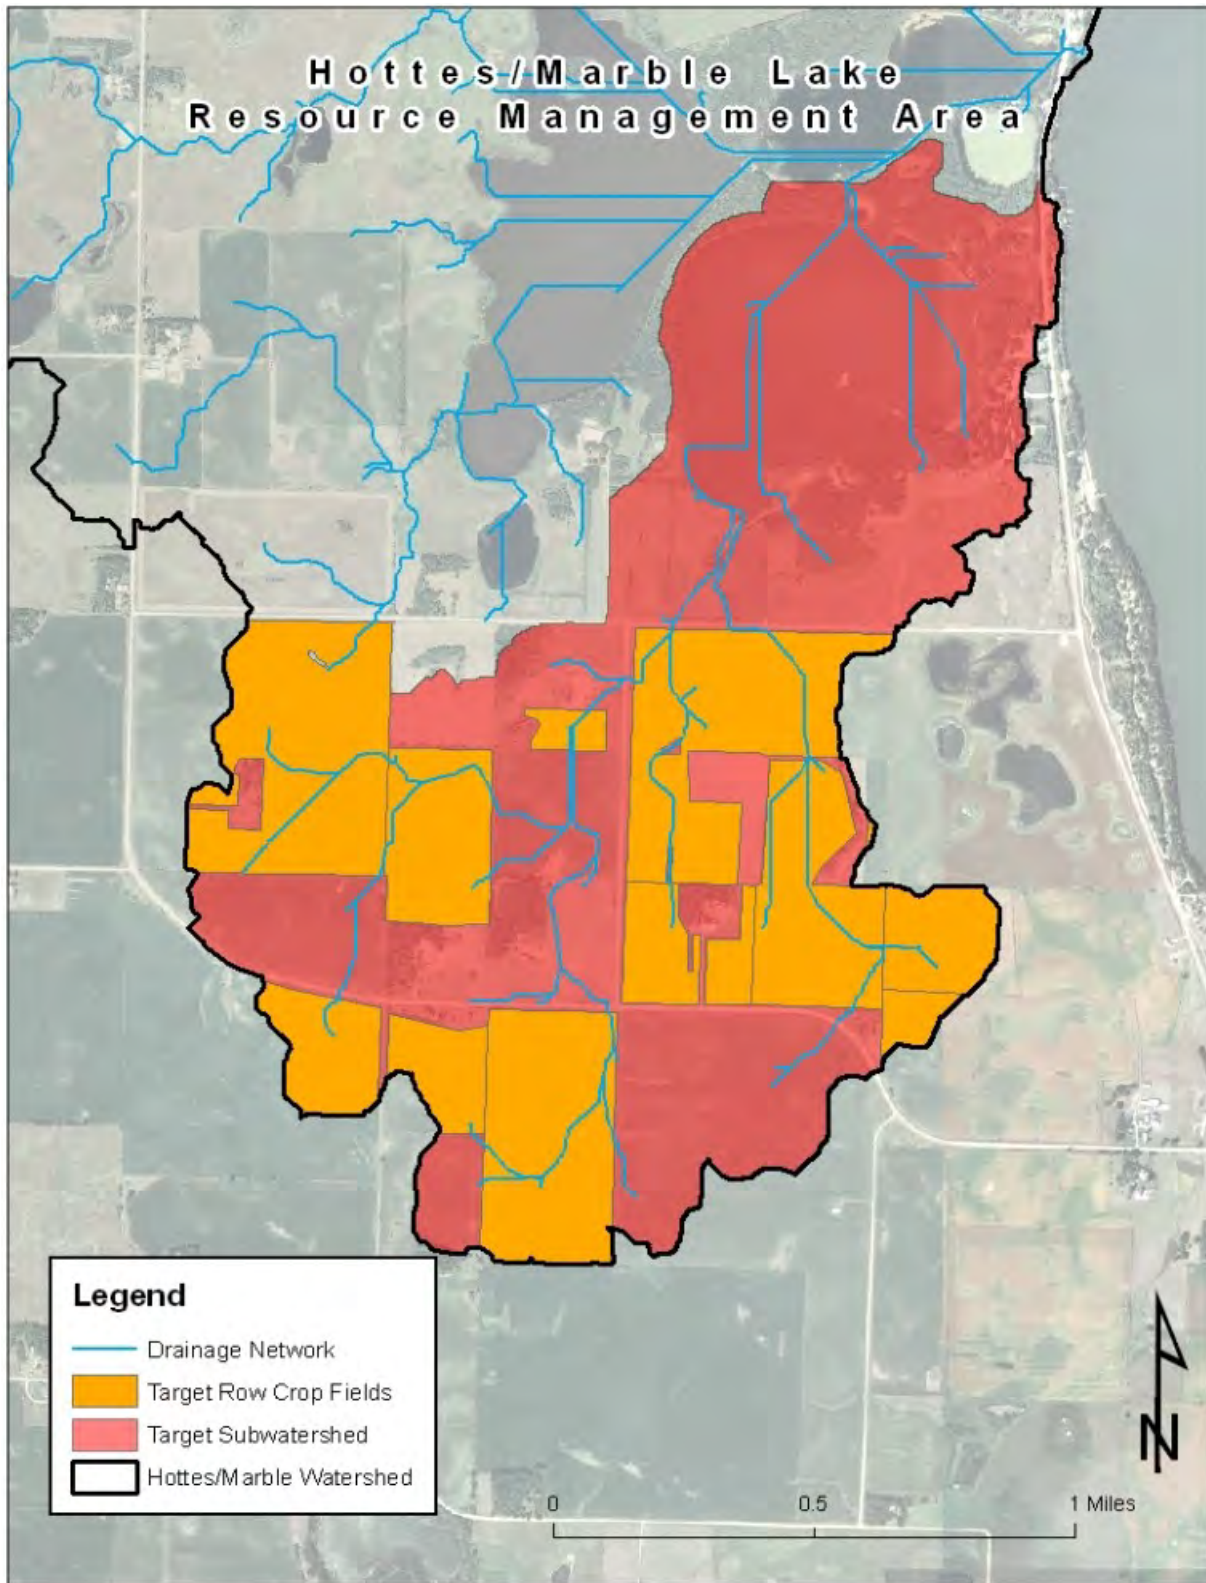 Hottes/Marble Lake
Resource Management Area
Legend
Drainage Network
Target Row Crop Fields
Target Subwatershed
Hottes/Marble Watershed
0 0.5 1 Miles
N